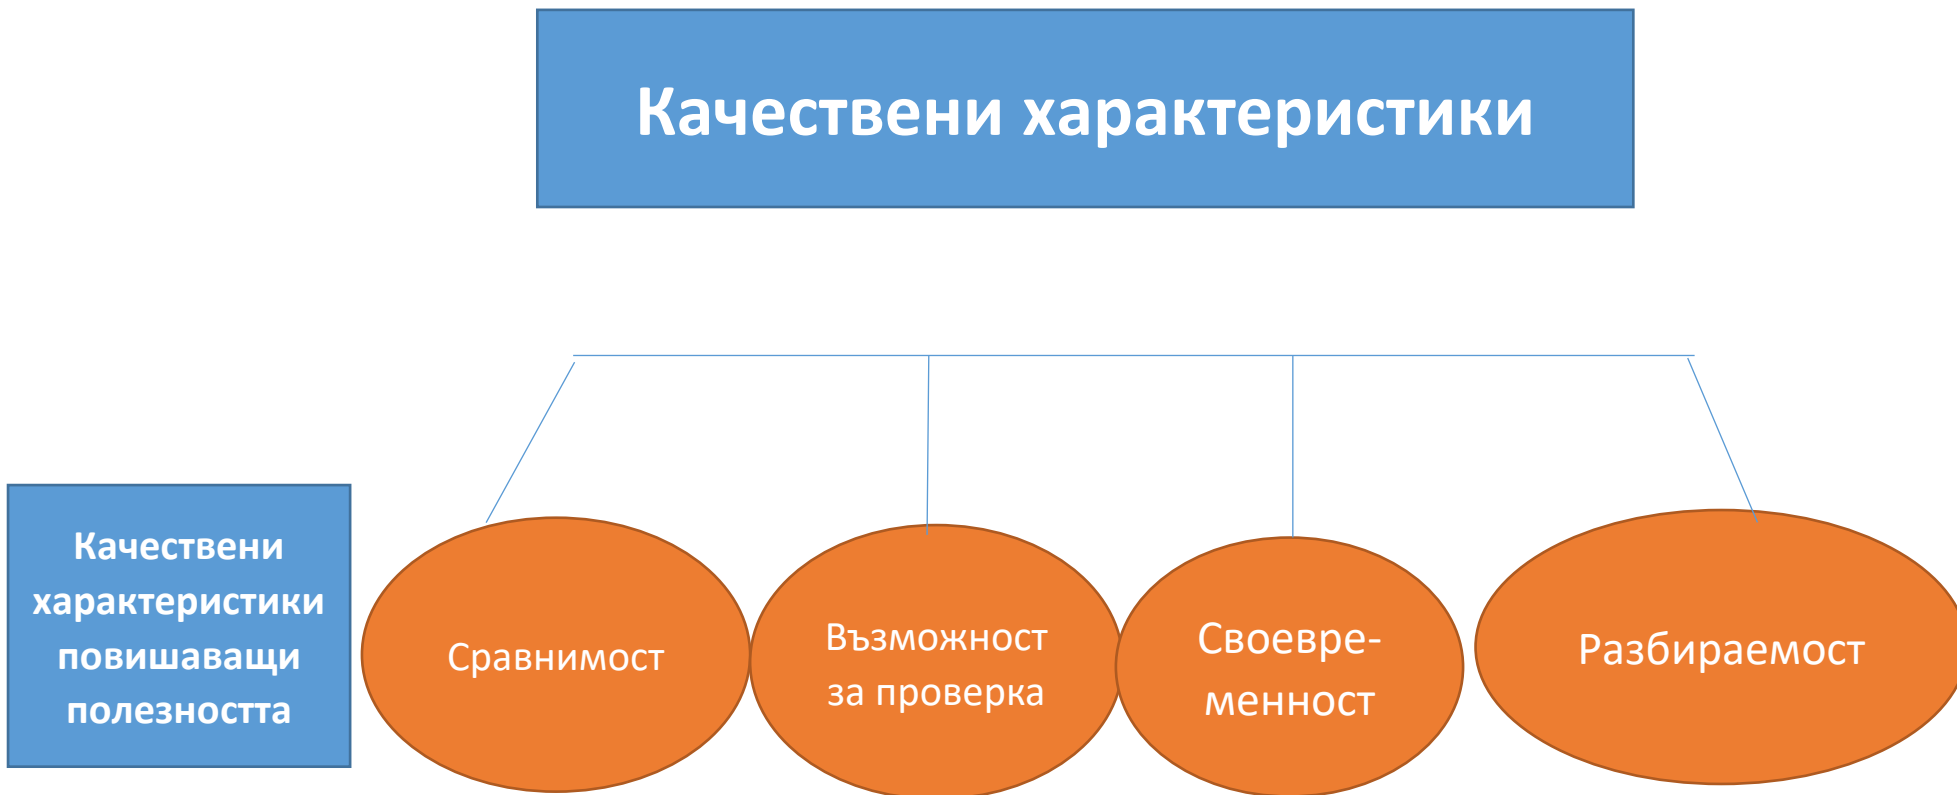 Качествени характеристики
Качествени
характеристики
повишаващи
полезността
Сравнимост
Възможност
за проверка
Своевре-
менност
Разбираемост